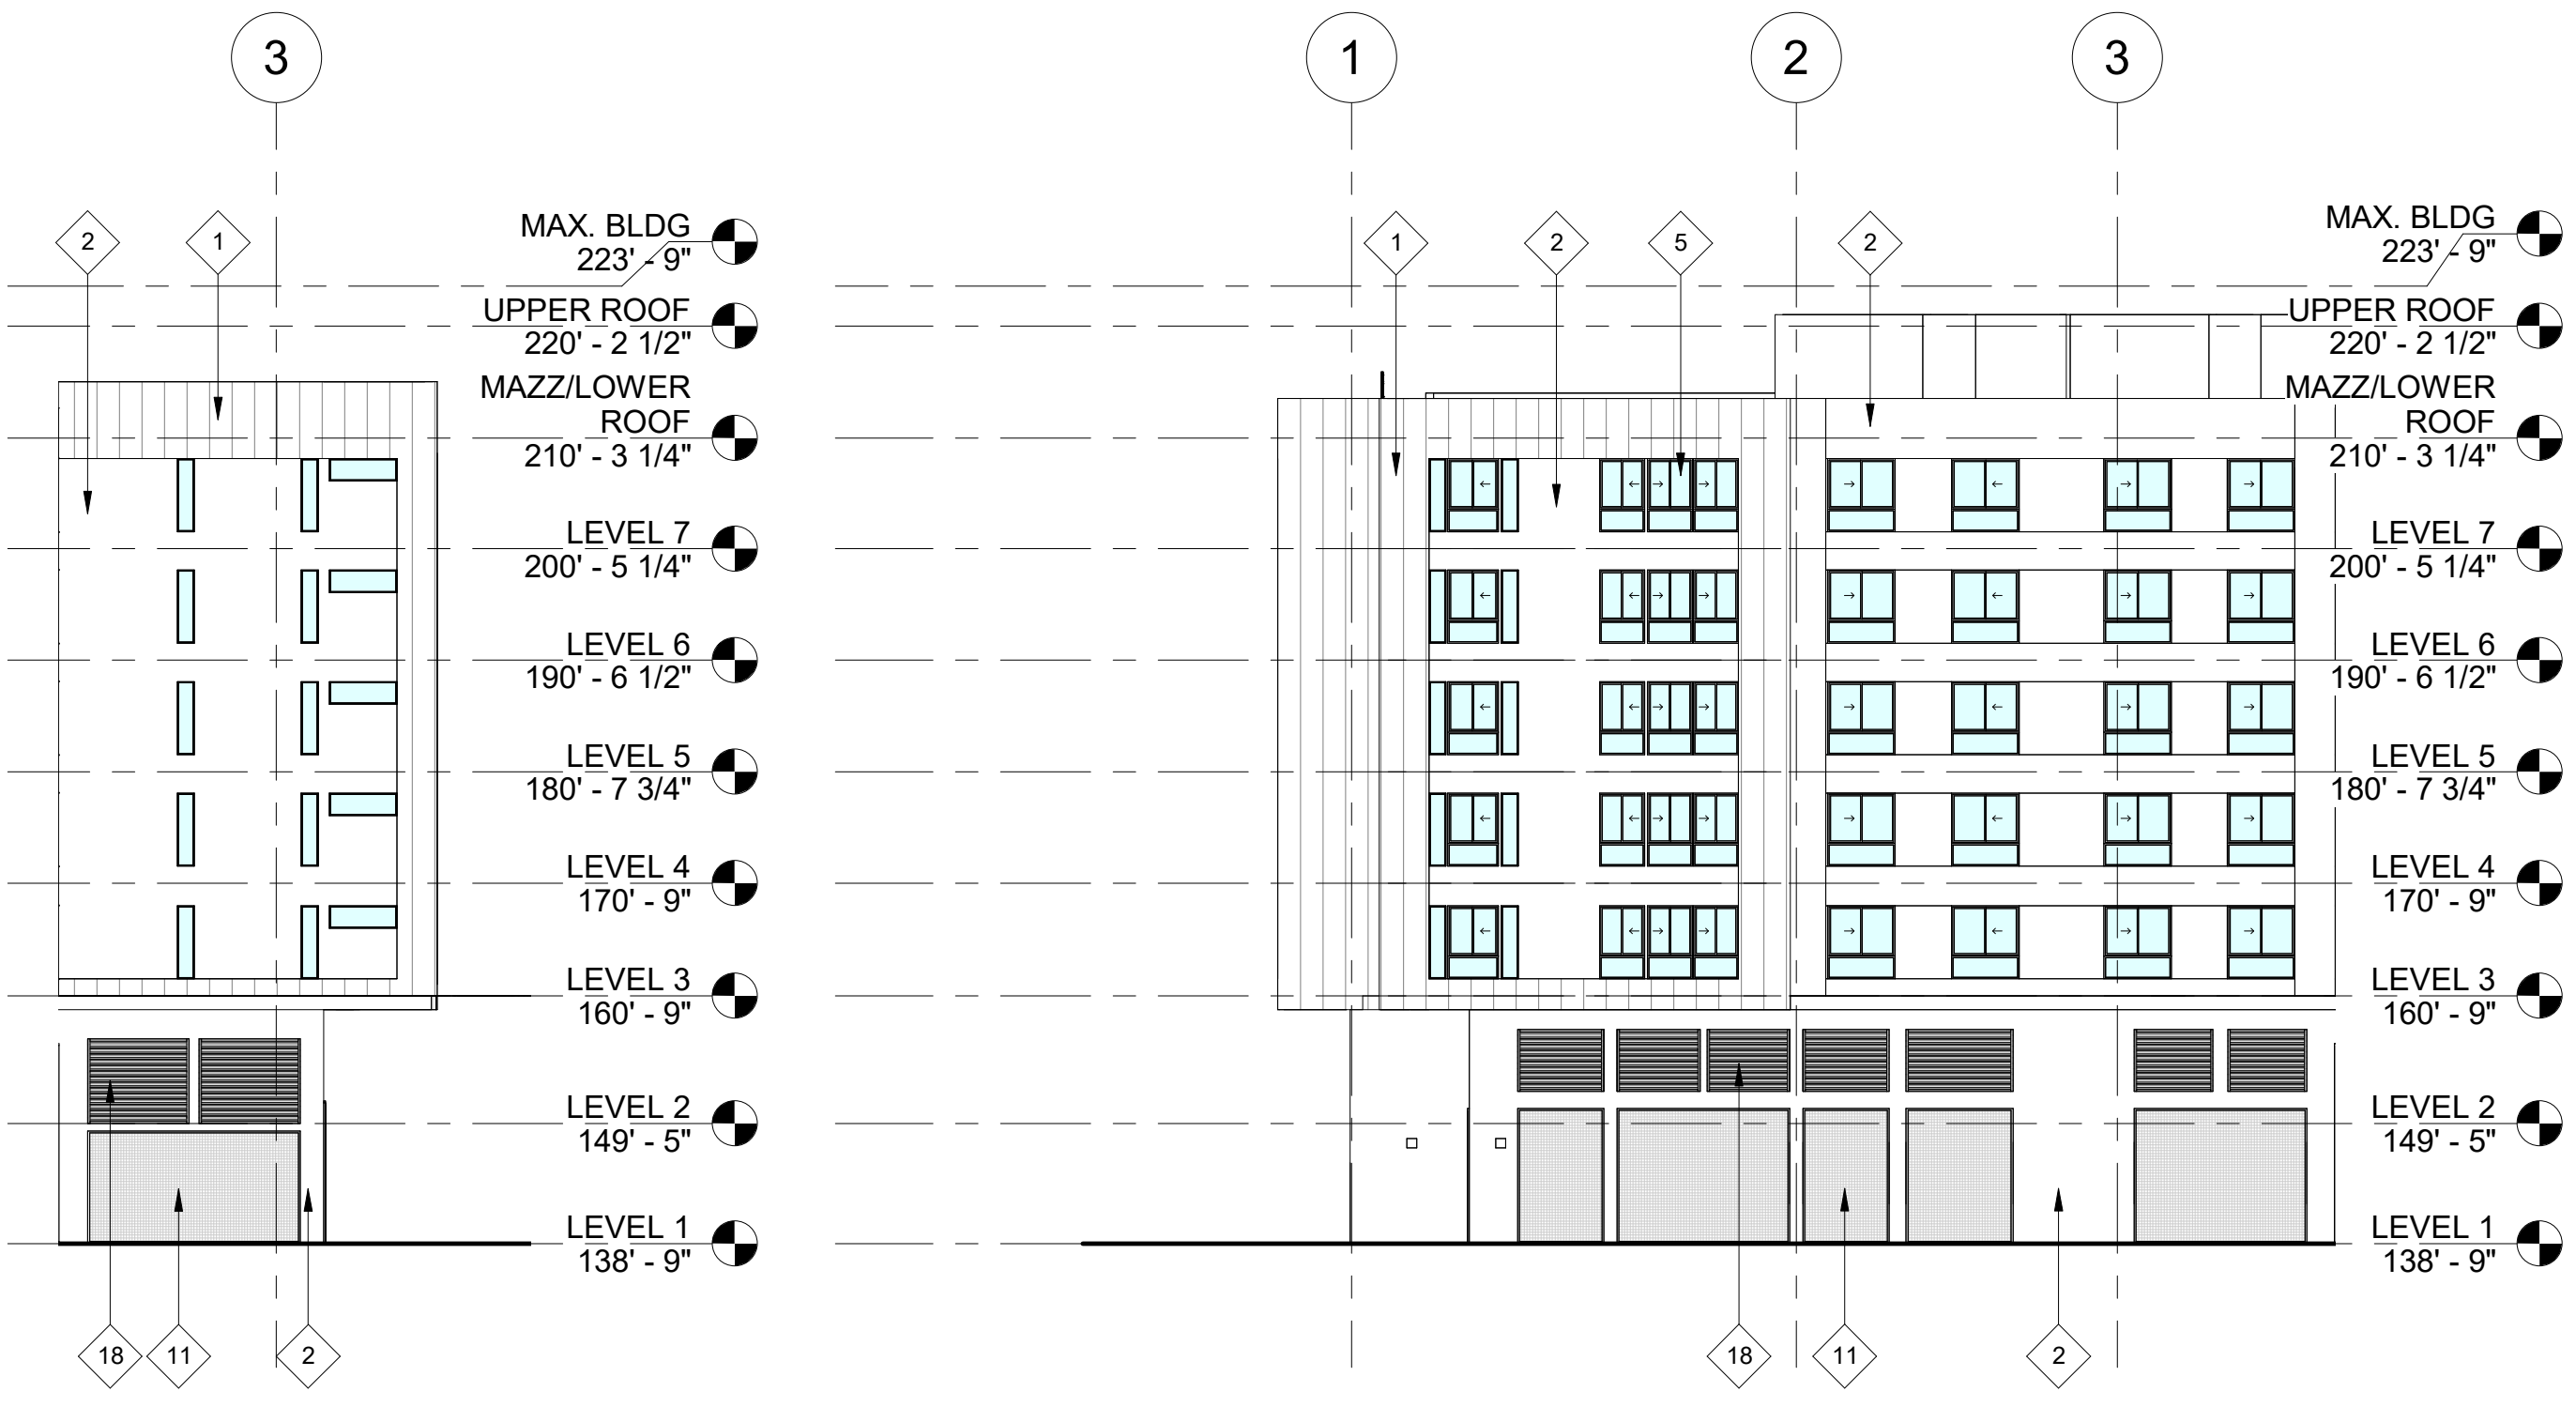 3
1
2
3
2
1
MAX. BLDG
223' - 9"
UPPER ROOF
220' - 2 1/2"
MAZZ/LOWER
ROOF
210' - 3 1/4"
LEVEL 7
200' - 5 1/4"
LEVEL 6
190' - 6 1/2"
LEVEL 5
180' - 7 3/4"
LEVEL 4
170' - 9"
LEVEL 3
160' - 9"
LEVEL 2
149' - 5"
LEVEL 1
138' - 9"
18
11
2
1
2
5
2
MAX. BLDG
223' - 9"
UPPER ROOF
220' - 2 1/2"
MAZZ/LOWER
ROOF
210' - 3 1/4"
LEVEL 7
200' - 5 1/4"
LEVEL 6
190' - 6 1/2"
LEVEL 5
180' - 7 3/4"
LEVEL 4
170' - 9"
LEVEL 3
160' - 9"
LEVEL 2
149' - 5"
LEVEL 1
138' - 9"
18
11
2